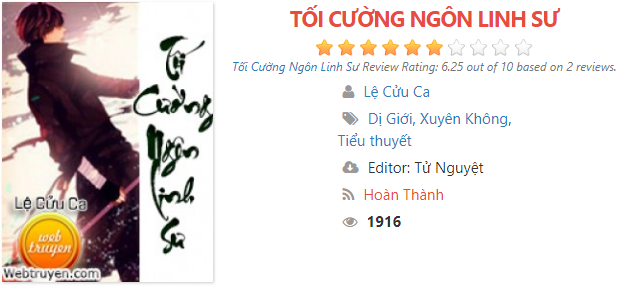 TỐI CƯỜNG NGÔN LINH SƯ
Tối Cường Ngôn Linh Sư Review Rating: 6.25 out of 10 based on 2 reviews.
Lệ Cửu Ca
Dị Giới, Xuyên Không,
Tiểu thuyết
Editor: Tử Nguyệt
Hoàn Thành
1916
Tối
Cường
Ngôn
Linh
Sư
Lệ Cửu Ca
web
truyen
Webtruyen.com